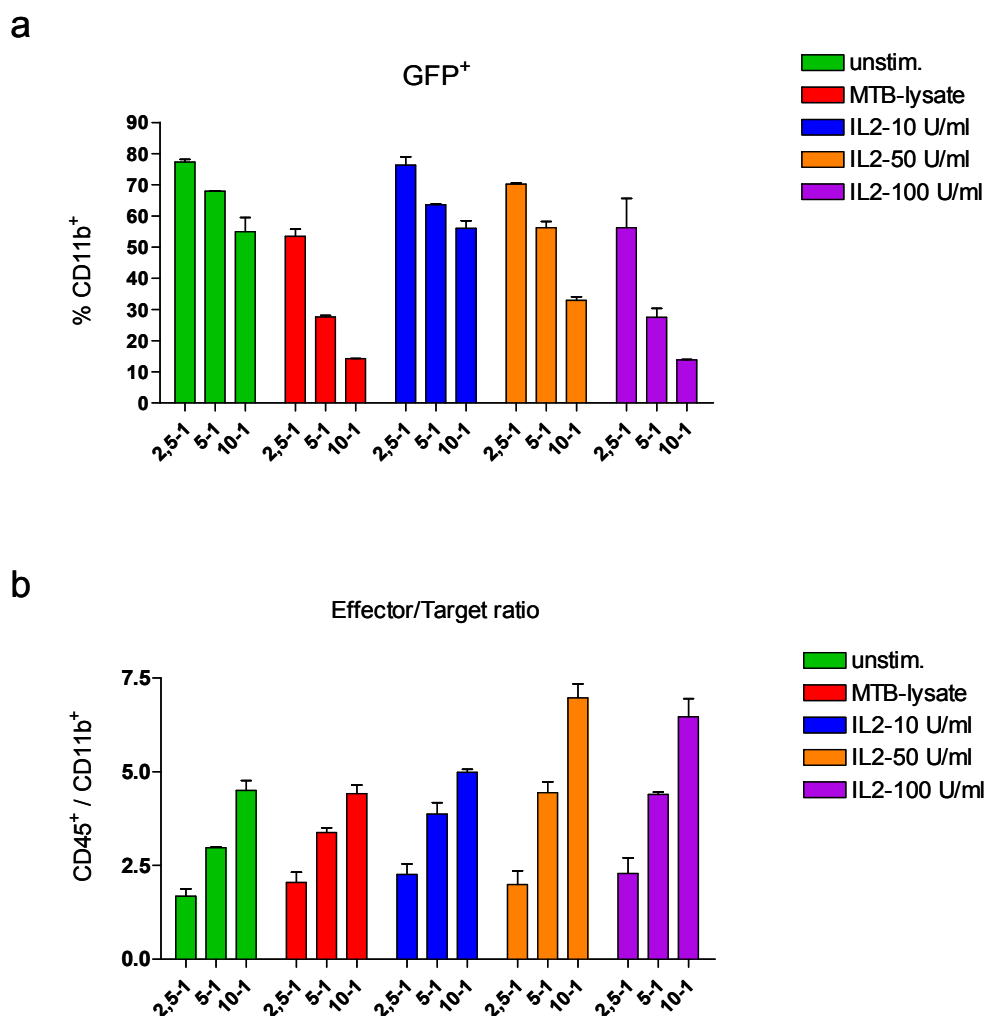 a
GFP⁺
unstim.
MTB-lysate
IL2-10 U/ml
IL2-50 U/ml
IL2-100 U/ml
% CD11b⁺
90
80
70
60
50
40
30
20
10
0
2,5-1 5-1 10-1 2,5-1 5-1 10-1 2,5-1 5-1 10-1 2,5-1 5-1 10-1 2,5-1 5-1 10-1
b
Effector/Target ratio
unstim.
MTB-lysate
IL2-10 U/ml
IL2-50 U/ml
IL2-100 U/ml
CD45⁺ / CD11b⁺
7.5
5.0
2.5
0.0
2,5-1 5-1 10-1 2,5-1 5-1 10-1 2,5-1 5-1 10-1 2,5-1 5-1 10-1 2,5-1 5-1 10-1